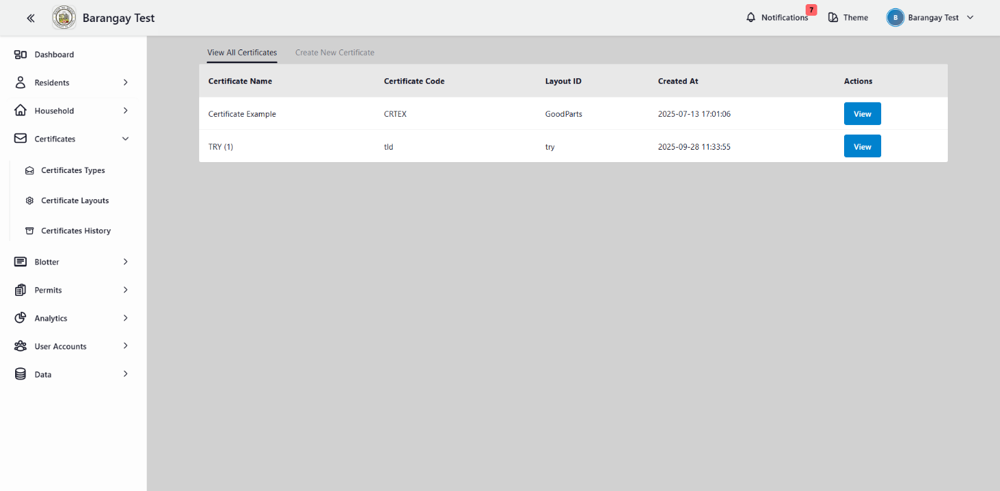 Barangay Test
Notifications 7 Theme B Barangay Test
Dashboard
Residents
Household
Certificates
Certificates Types
Certificate Layouts
Certificates History
Blotter
Permits
Analytics
User Accounts
Data
View All Certificates Create New Certificate
Certificate Name Certificate Code Layout ID Created At Actions
Certificate Example CRTEX GoodParts 2025-07-13 17:01:06 View
TRY (1) tld try 2025-09-28 11:33:55 View